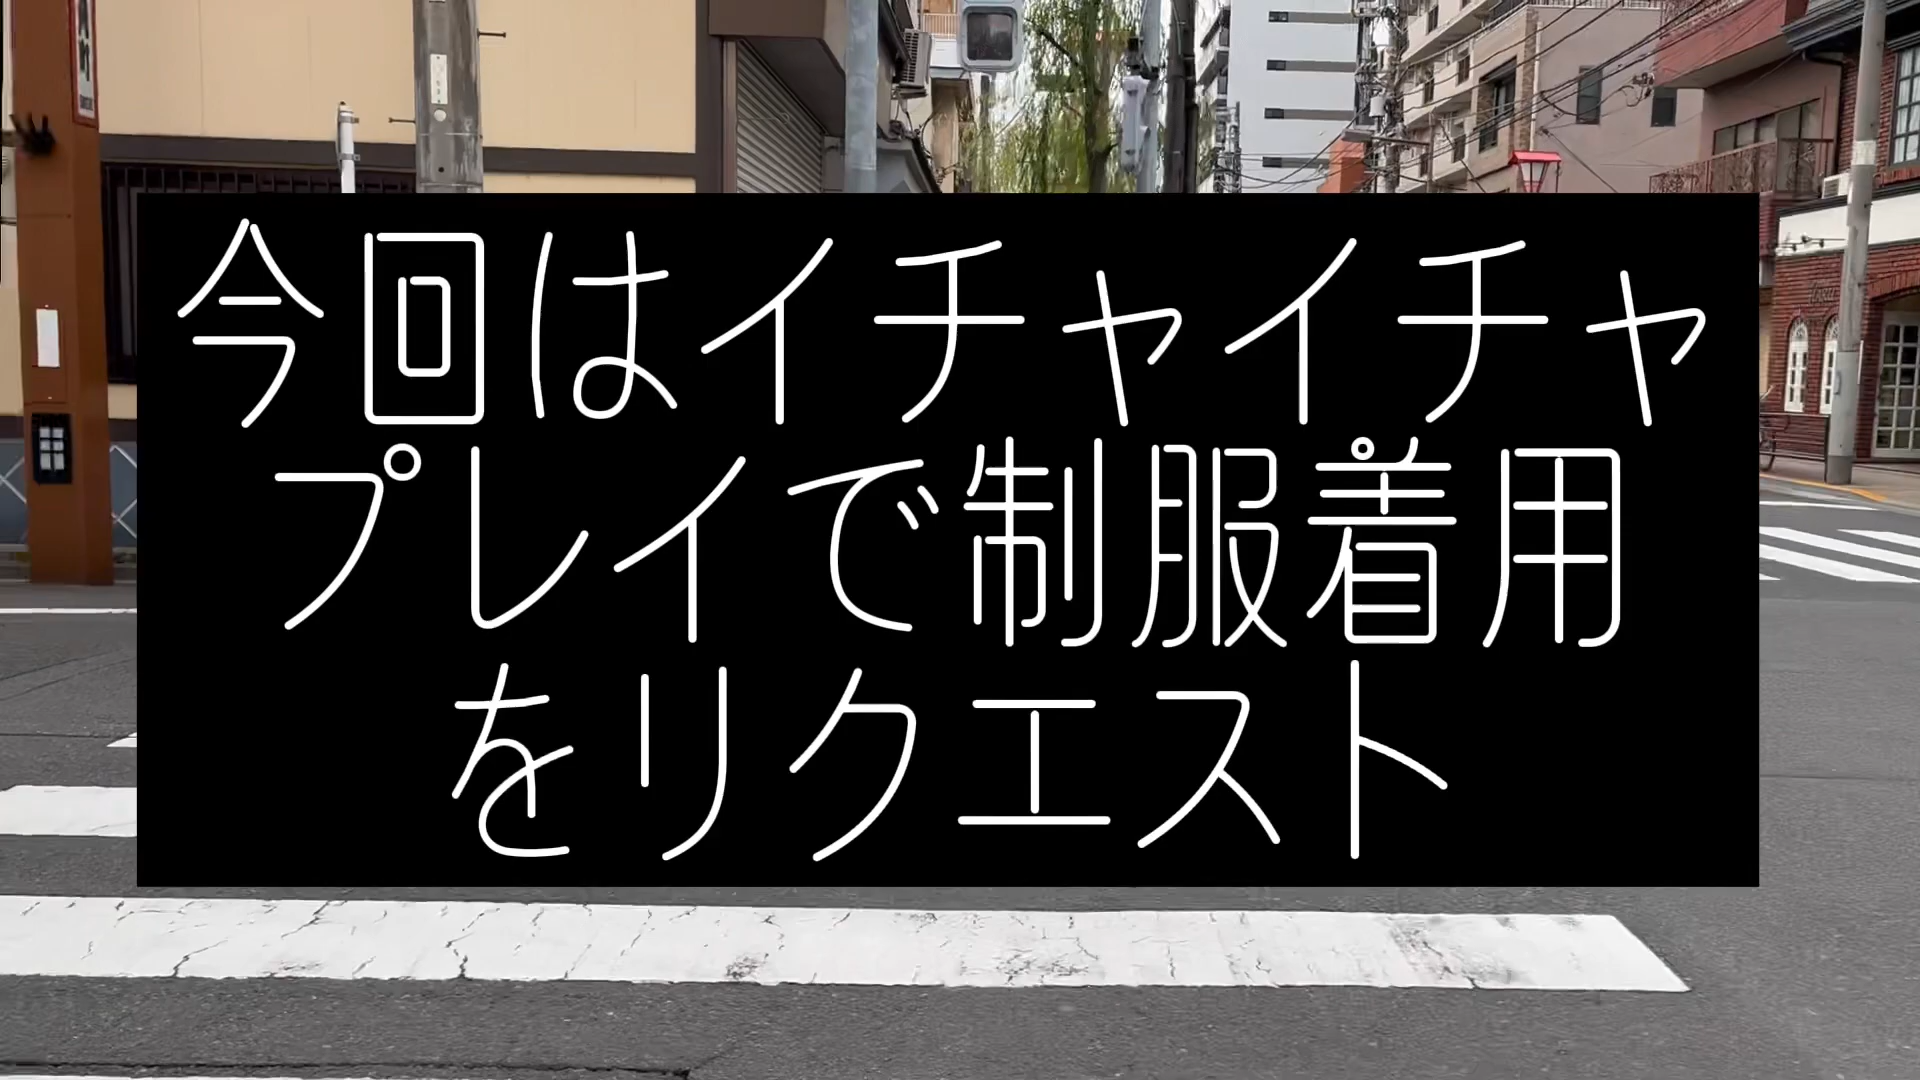 今回はイチャイチャ
プレイで制服着用
をリクエスト